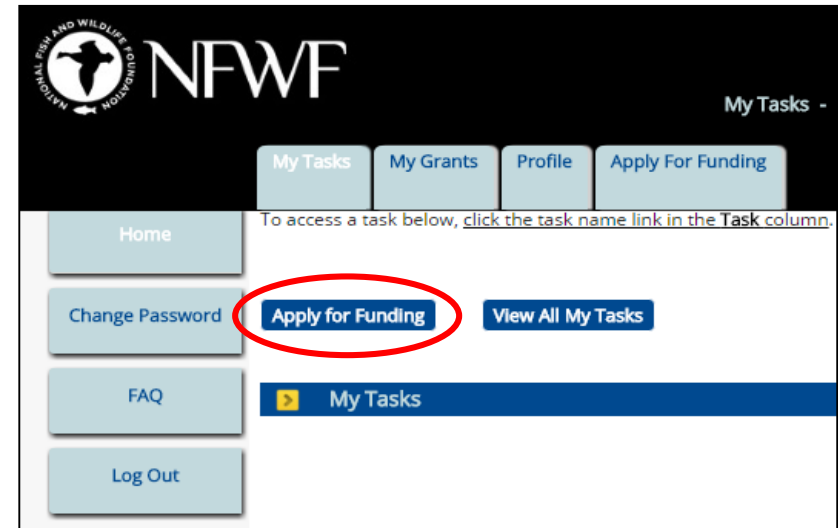 NATIONAL FISH AND WILDLIFE FOUNDATION
NFWF
My Tasks -
My Tasks My Grants Profile Apply For Funding
To access a task below, click the task name link in the Task column.
Home
Apply for Funding View All My Tasks
Change Password
My Tasks
FAQ
Log Out